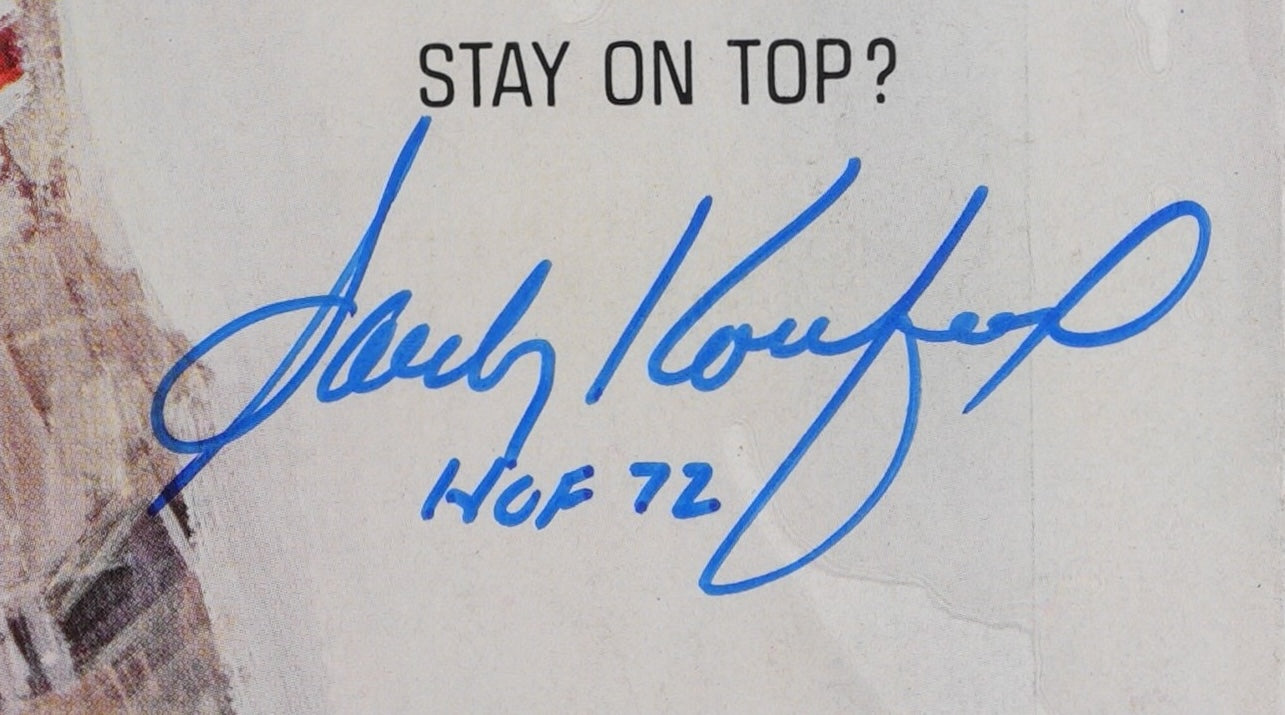 STAY ON TOP?
Sandy Koufax
HOF 72